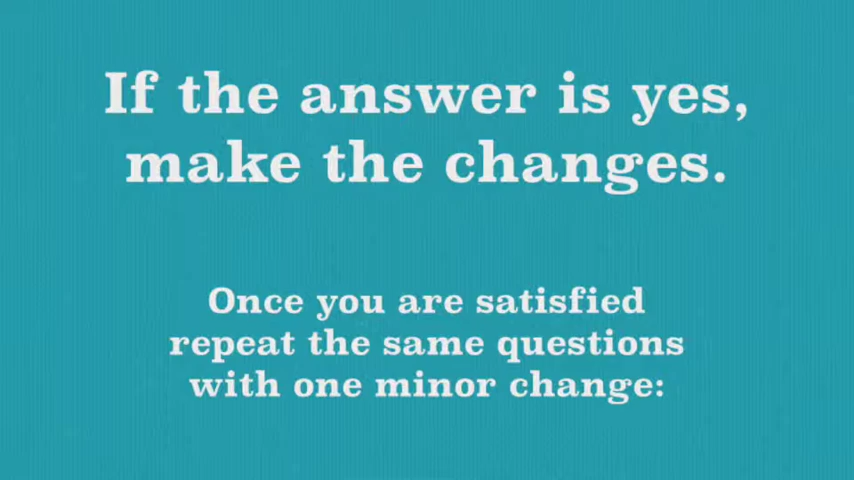 If the answer is yes,
make the changes.
Once you are satisfied
repeat the same questions
with one minor change: